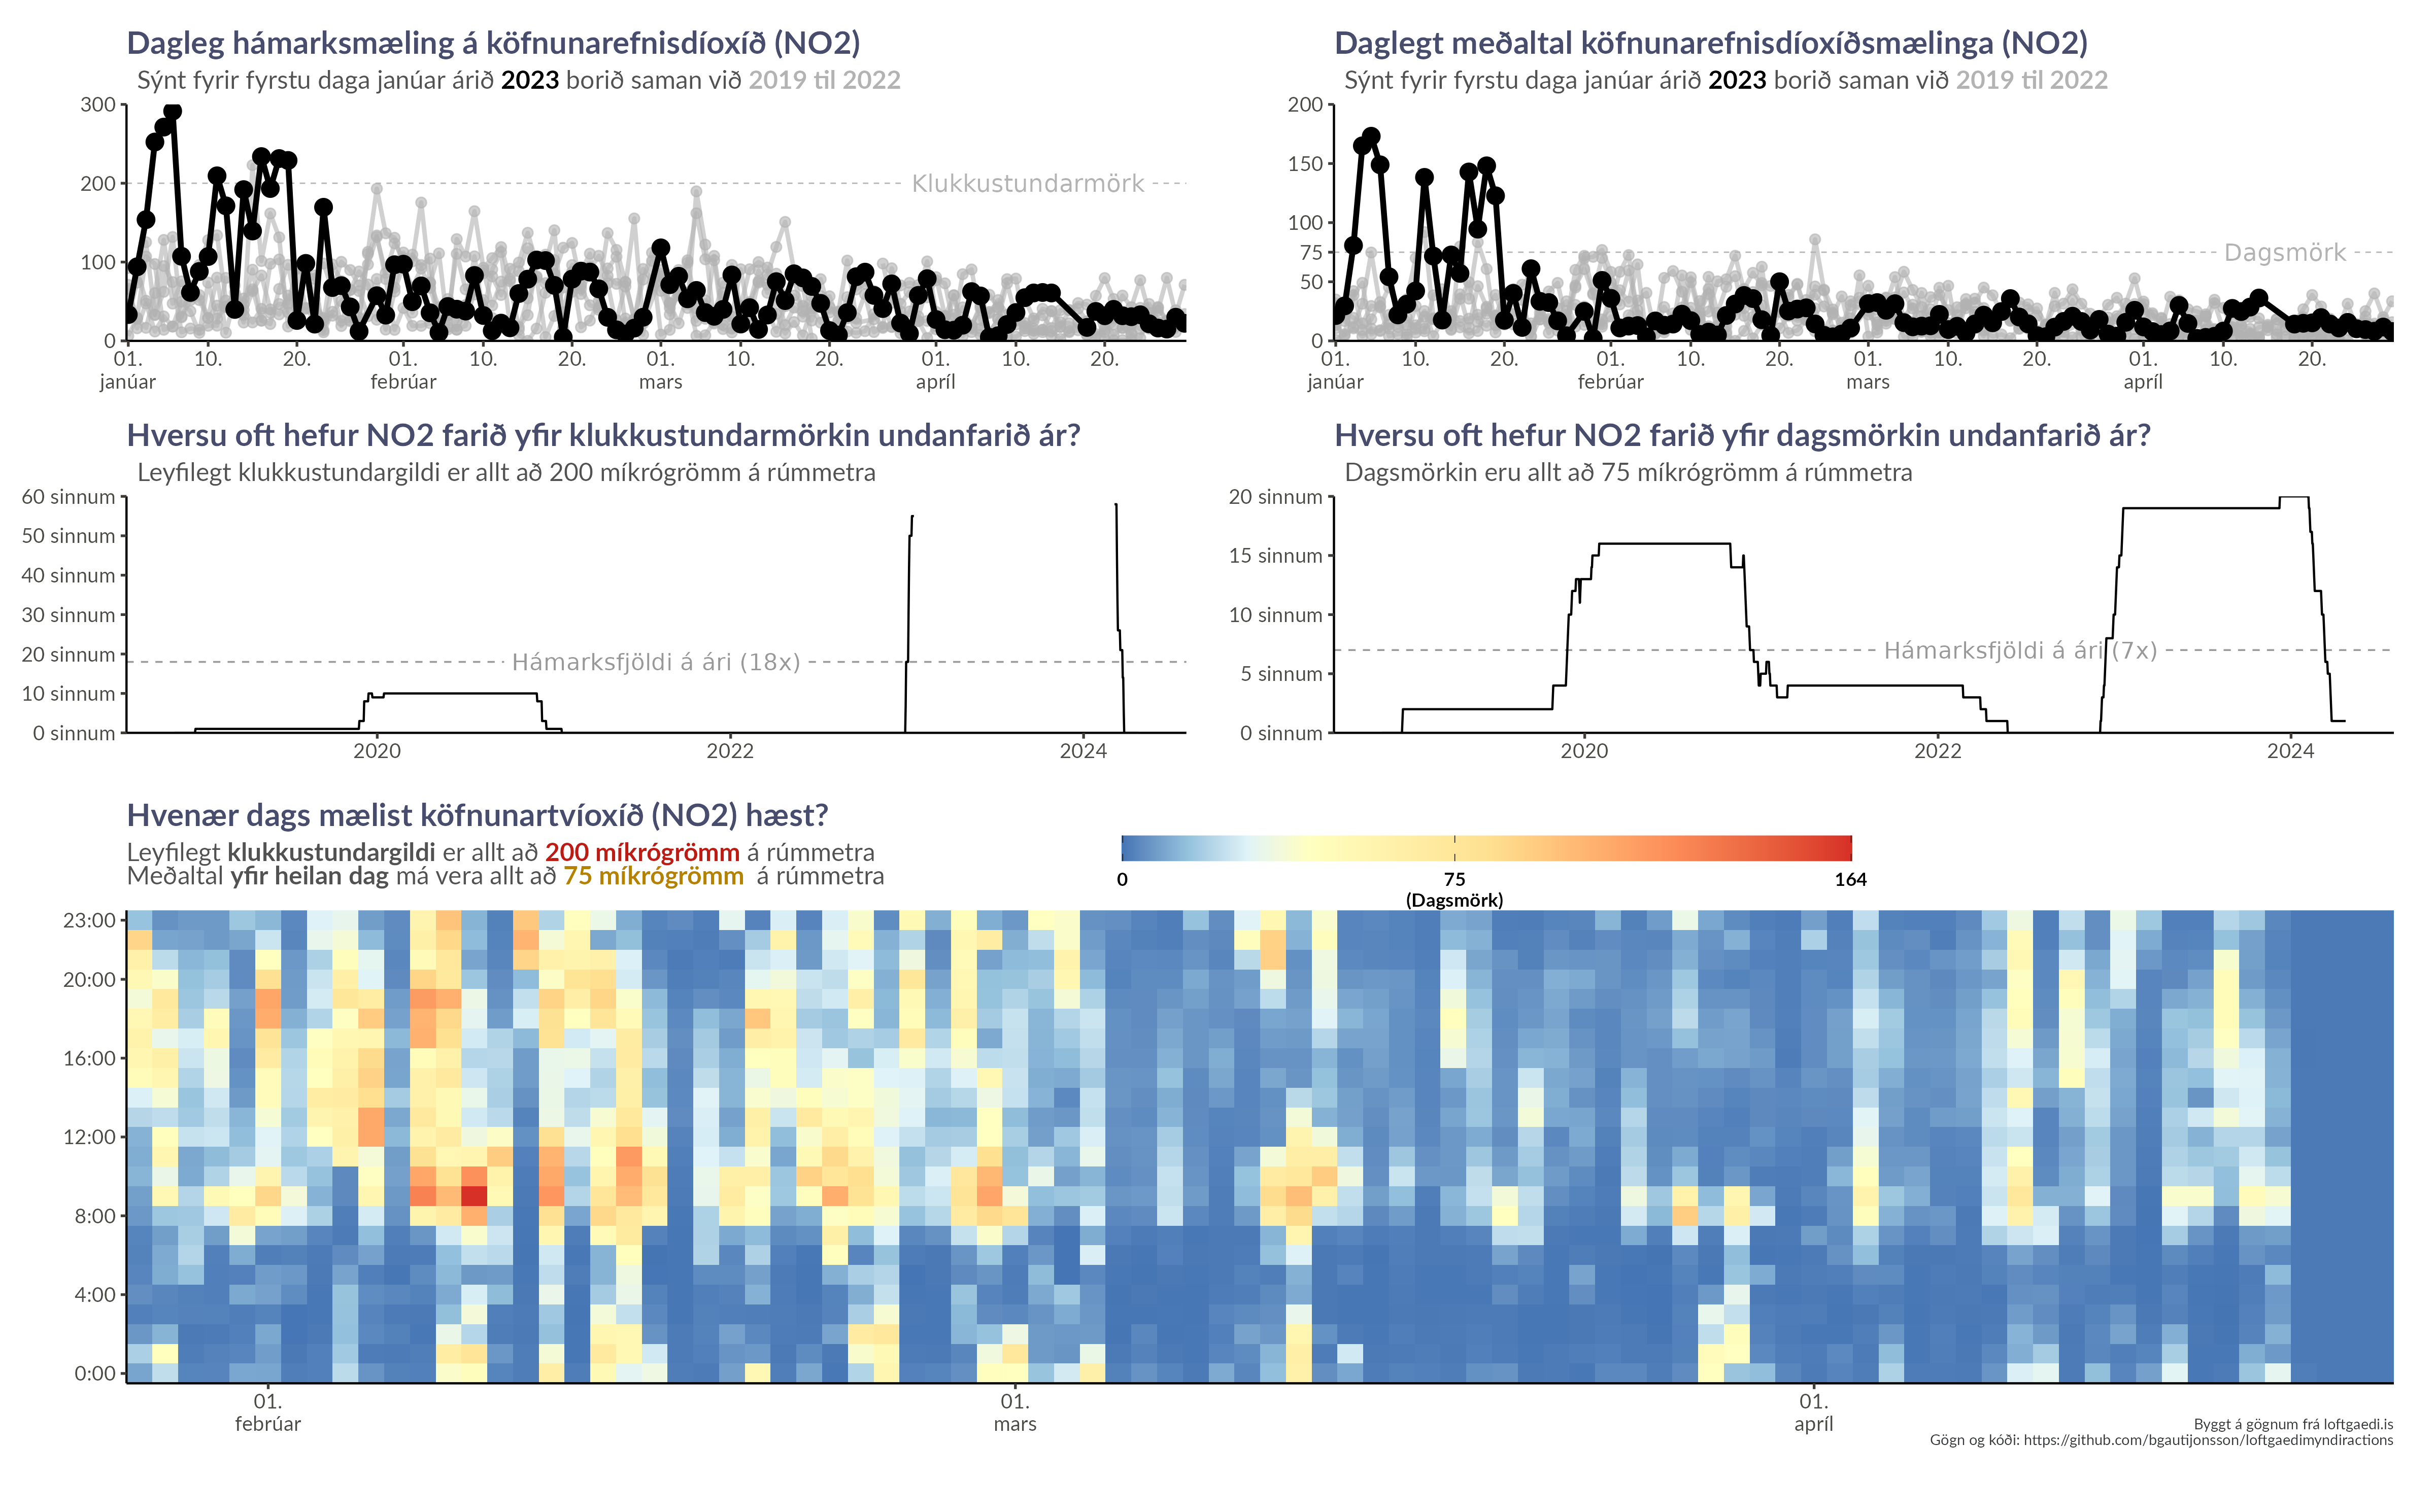 Dagleg hámarksmæling á köfnunarefnisdíoxíð (NO2)
Sýnt fyrir fyrstu daga janúar árið 2023 borið saman við 2019 til 2022
300
200
100
0
Klukkustundarmörk
01. 10. 20. 01. 10. 20. 01. 10. 20. 01. 10. 20.
janúar febrúar mars apríl
Daglegt meðaltal köfnunarefnisdíoxíðsmælinga (NO2)
Sýnt fyrir fyrstu daga janúar árið 2023 borið saman við 2019 til 2022
200
150
100
75
50
0
Dagsmörk
01. 10. 20. 01. 10. 20. 01. 10. 20. 01. 10. 20.
janúar febrúar mars apríl
Hversu oft hefur NO2 farið yfir klukkustundarmörkin undanfarið ár?
Leyfilegt klukkustundargildi er allt að 200 míkrógrömm á rúmmetra
60 sinnum
50 sinnum
40 sinnum
30 sinnum
20 sinnum
10 sinnum
0 sinnum
Hámarksfjöldi á ári (18x)
2020 2022 2024
Hversu oft hefur NO2 farið yfir dagsmörkin undanfarið ár?
Dagsmörkin eru allt að 75 míkrógrömm á rúmmetra
20 sinnum
15 sinnum
10 sinnum
5 sinnum
0 sinnum
Hámarksfjöldi á ári (7x)
2020 2022 2024
Hvenær dags mælist köfnunartvíoxíð (NO2) hæst?
Leyfilegt klukkustundargildi er allt að 200 míkrógrömm á rúmmetra
Meðaltal yfir heilan dag má vera allt að 75 míkrógrömm á rúmmetra
0 75 164
(Dagsmörk)
23:00
20:00
16:00
12:00
8:00
4:00
0:00
01. 01. 01.
febrúar mars apríl
Byggt á gögnum frá loftgaedi.is
Gögn og kóði: https://github.com/bgautijonsson/loftgaedimyndiractions